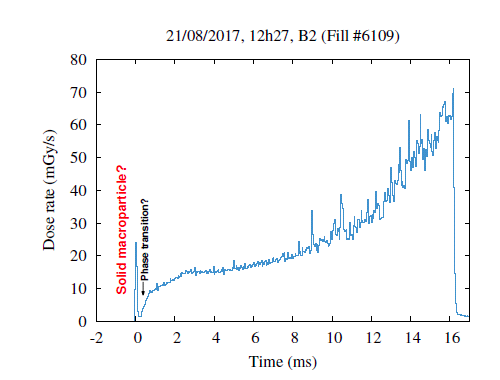 21/08/2017, 12h27, B2 (Fill #6109)
80
70
60
50
40
30
20
10
0
Dose rate (mGy/s)
Solid macroparticle?
Phase transition?
-2 0 2 4 6 8 10 12 14 16
Time (ms)